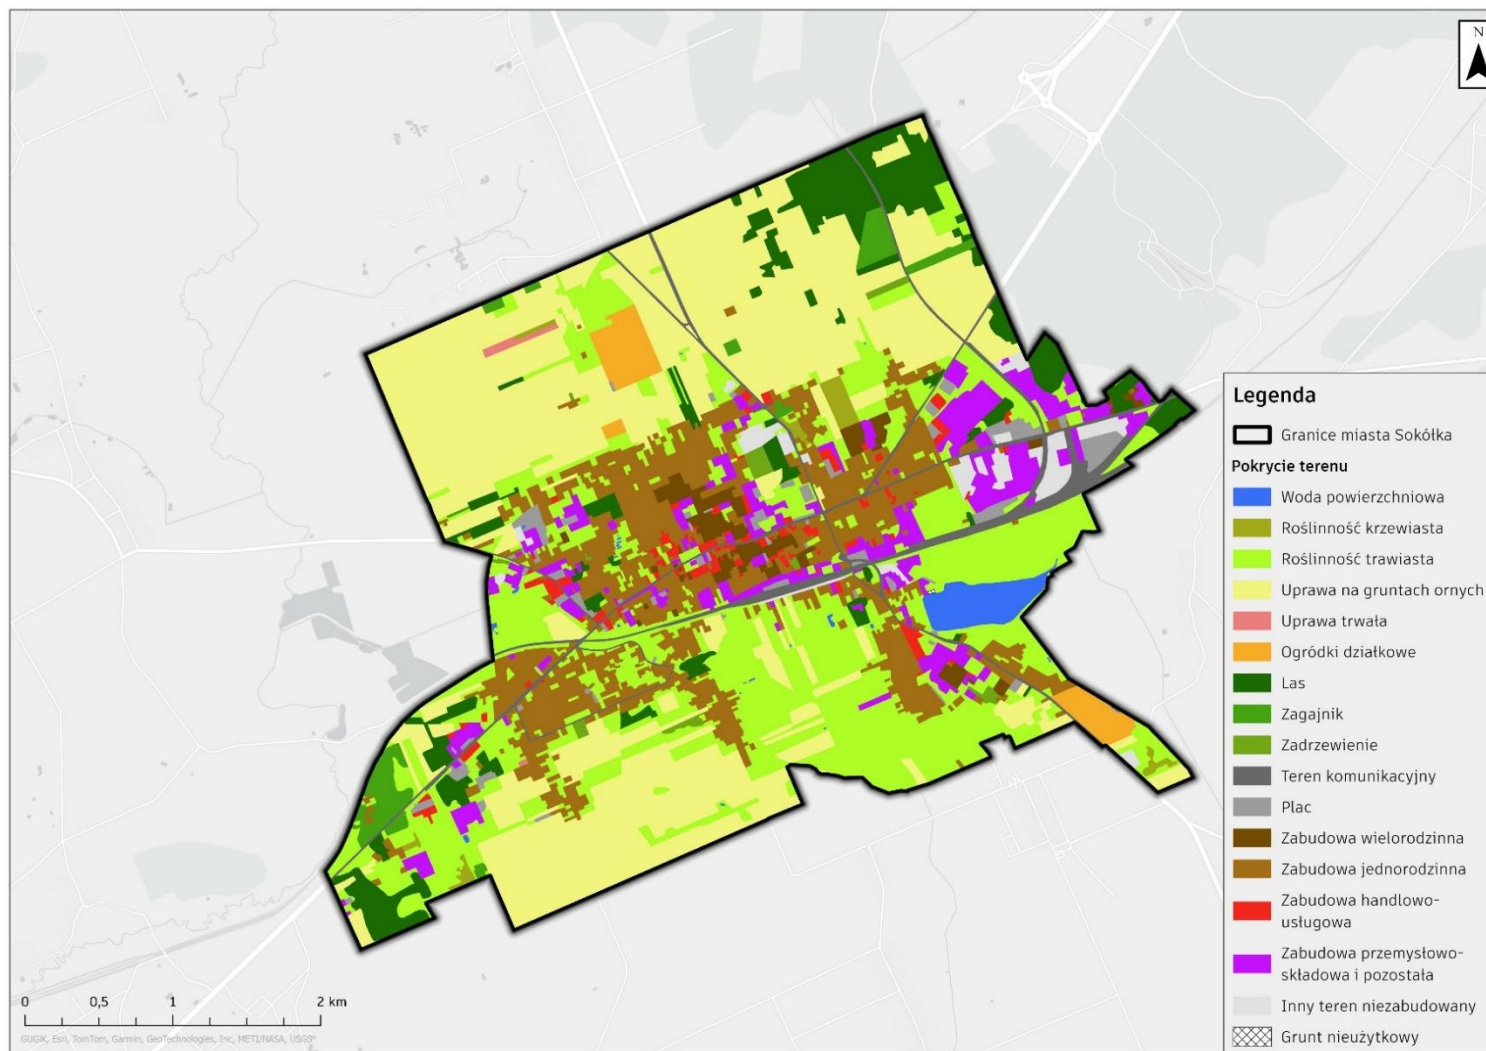 N
Legenda
Granice miasta Sokółka
Pokrycie terenu
Woda powierzchniowa
Roślinność krzewiasta
Roślinność trawiasta
Uprawa na gruntach ornych
Uprawa trwała
Ogródki działkowe
Las
Zagajnik
Zadrzewienie
Teren komunikacyjny
Plac
Zabudowa wielorodzinna
Zabudowa jednorodzinna
Zabudowa handlowo-
usługowa
Zabudowa przemysłowo-
składowa i pozostała
Inny teren niezabudowany
Grunt nieużytkowy
0 0,5 1 2 km
GUGiK, Esri, TomTom, Garmin, GeoTechnologies, Inc, METI/NASA, USGS